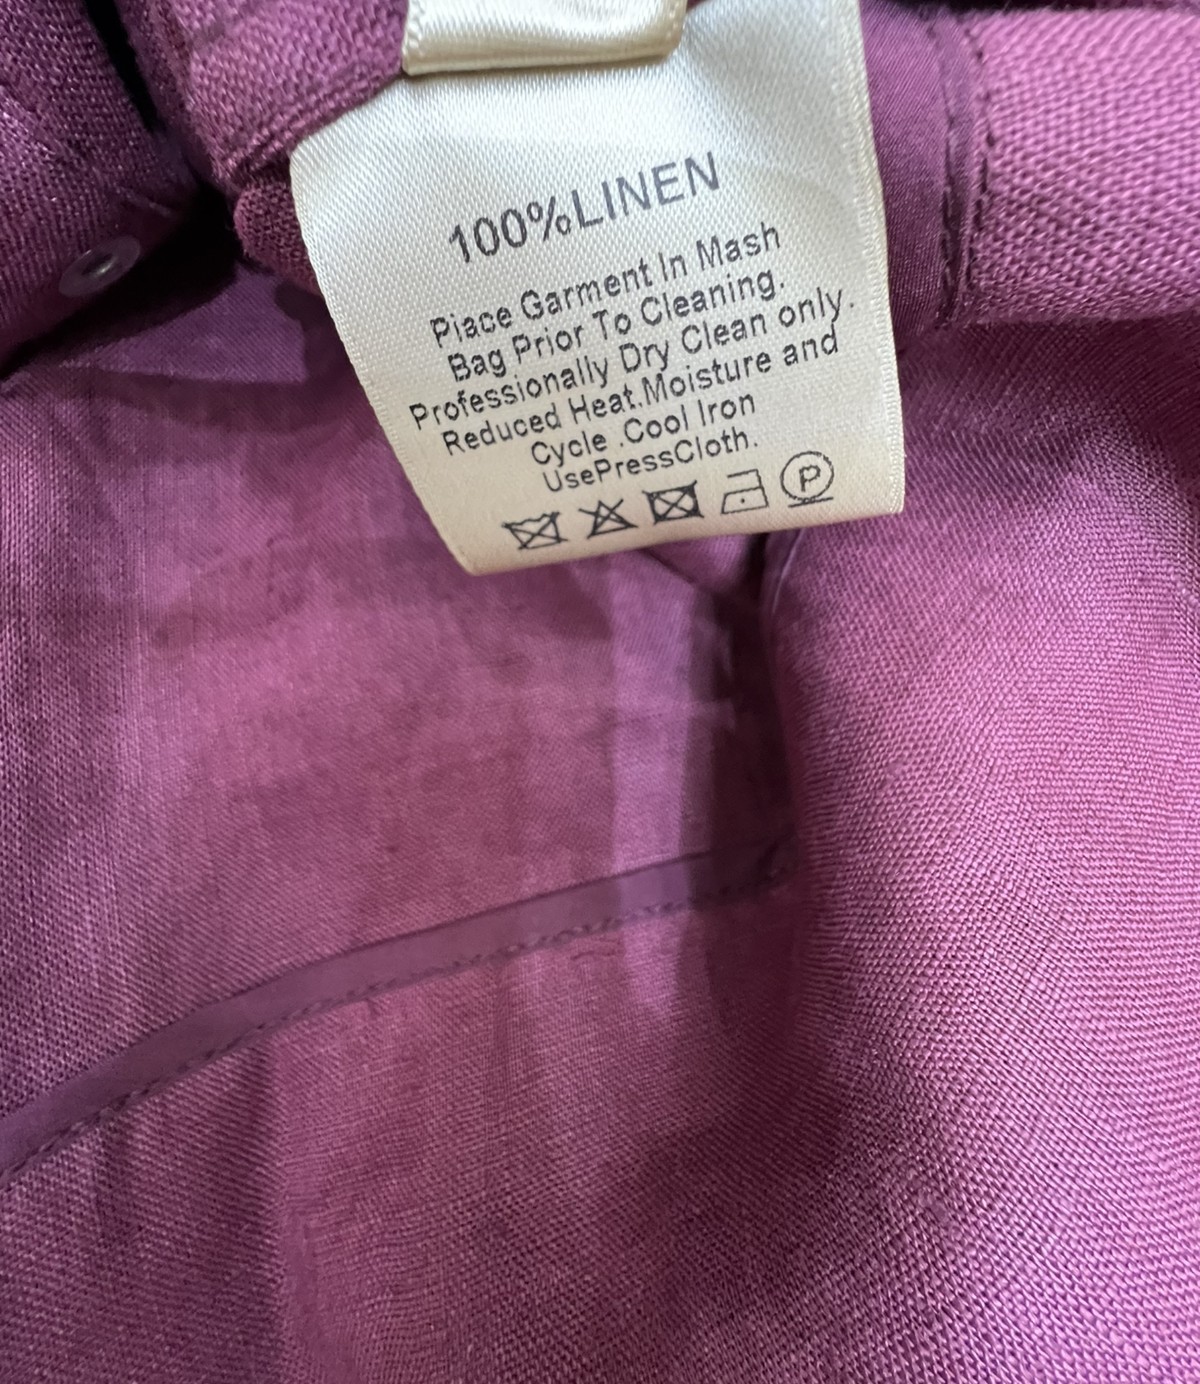 100%LINEN
Piace Garment In Mash
Bag Prior To Cleaning.
Professionally Dry Clean only.
Reduced Heat.Moisture and
Cycle .Cool Iron
UsePressCloth.
P